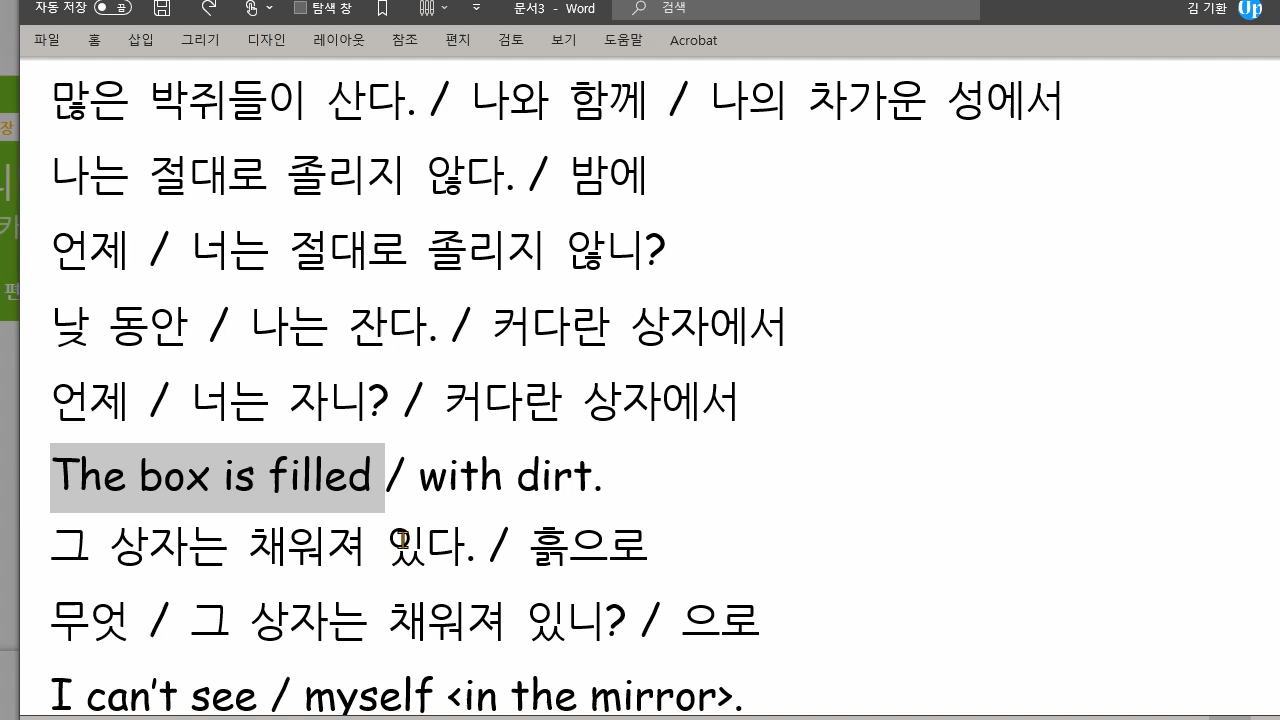 자동 저장 끔 탐색 창 문서3 - Word 검색 김 기환 Up
파일 홈 삽입 그리기 디자인 레이아웃 참조 편지 검토 보기 도움말 Acrobat
많은 박쥐들이 산다. / 나와 함께 / 나의 차가운 성에서
장
나는 절대로 졸리지 않다. / 밤에
언제 / 너는 절대로 졸리지 않니?
낮 동안 / 나는 잔다. / 커다란 상자에서
언제 / 너는 자니? / 커다란 상자에서
The box is filled / with dirt.
그 상자는 채워져 있다. / 흙으로
무엇 / 그 상자는 채워져 있니? / 으로
I can't see / myself <in the mirror>.